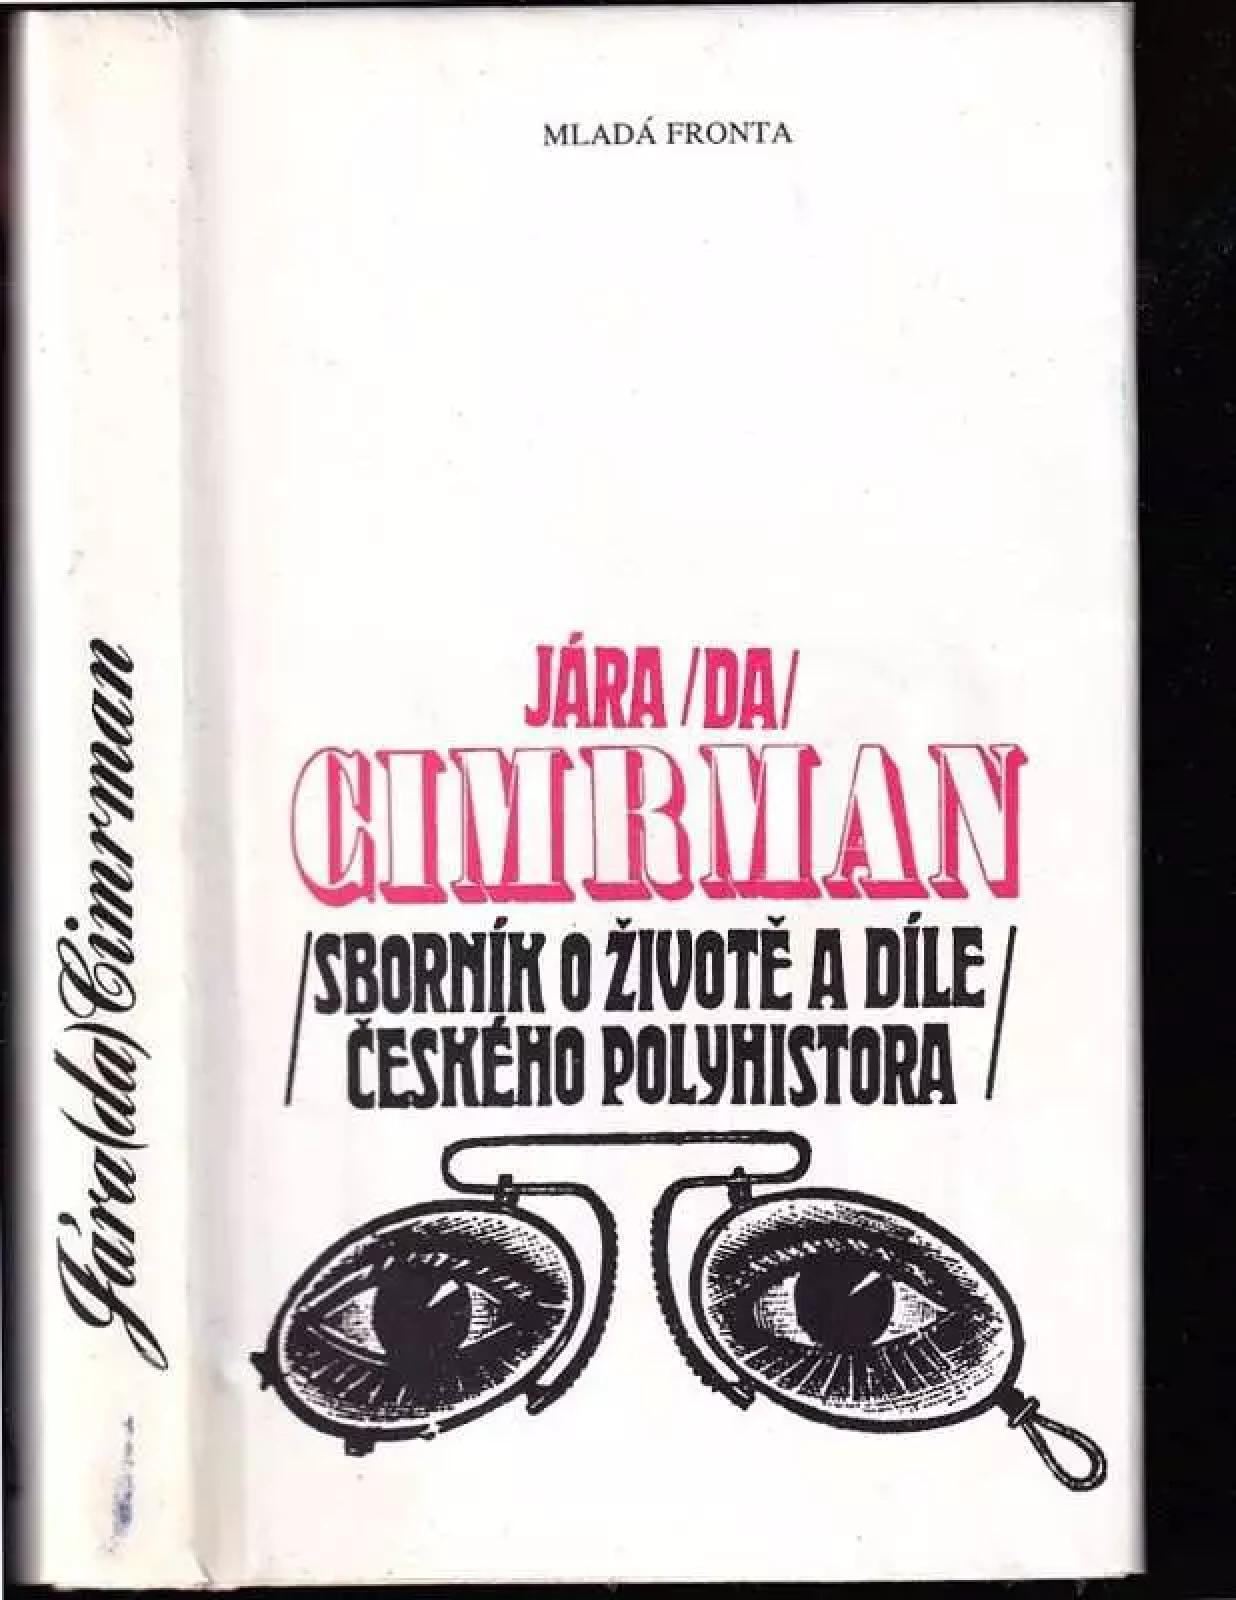 MLADÁ FRONTA
JÁRA /DA/
CIMRMAN
/SBORNÍK O ŽIVOTĚ A DÍLE
ČESKÉHO POLYHISTORA/
Jára(da)Cimrman